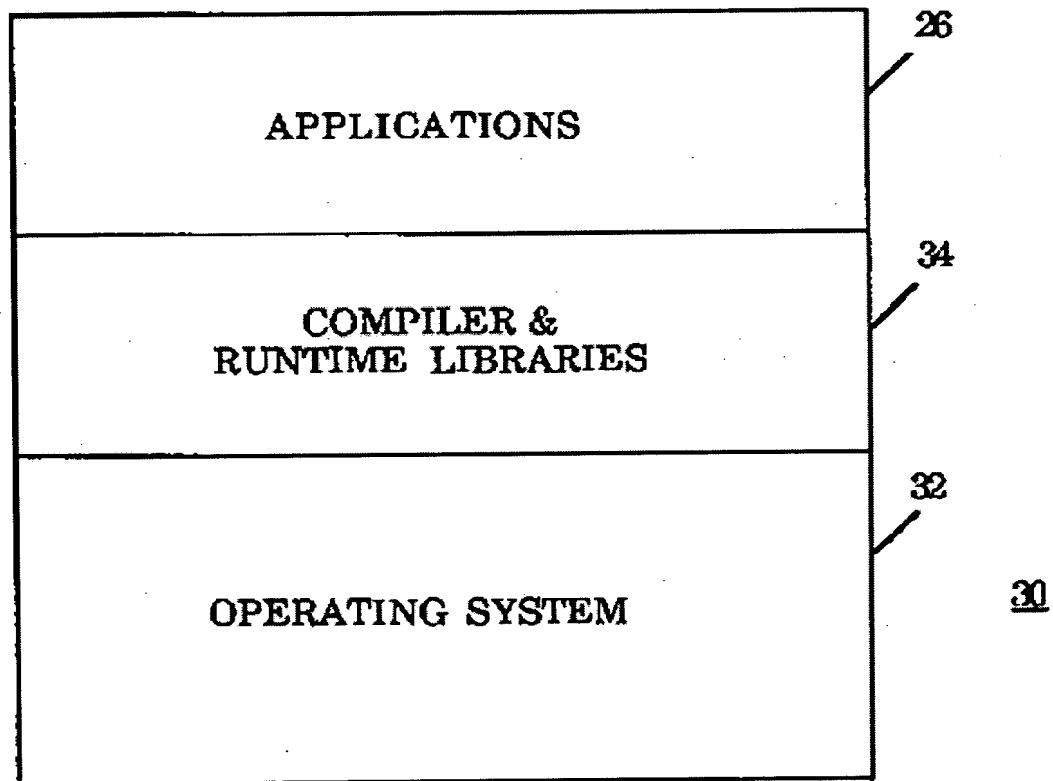 26
APPLICATIONS
34
COMPILER &
RUNTIME LIBRARIES
32
OPERATING SYSTEM
30